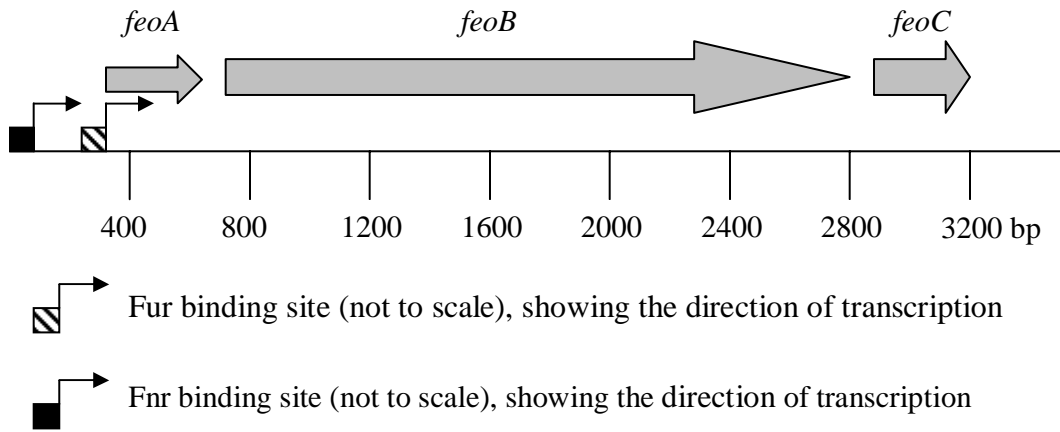 feoA feoB feoC
400 800 1200 1600 2000 2400 2800 3200 bp
Fur binding site (not to scale), showing the direction of transcription
Fnr binding site (not to scale), showing the direction of transcription